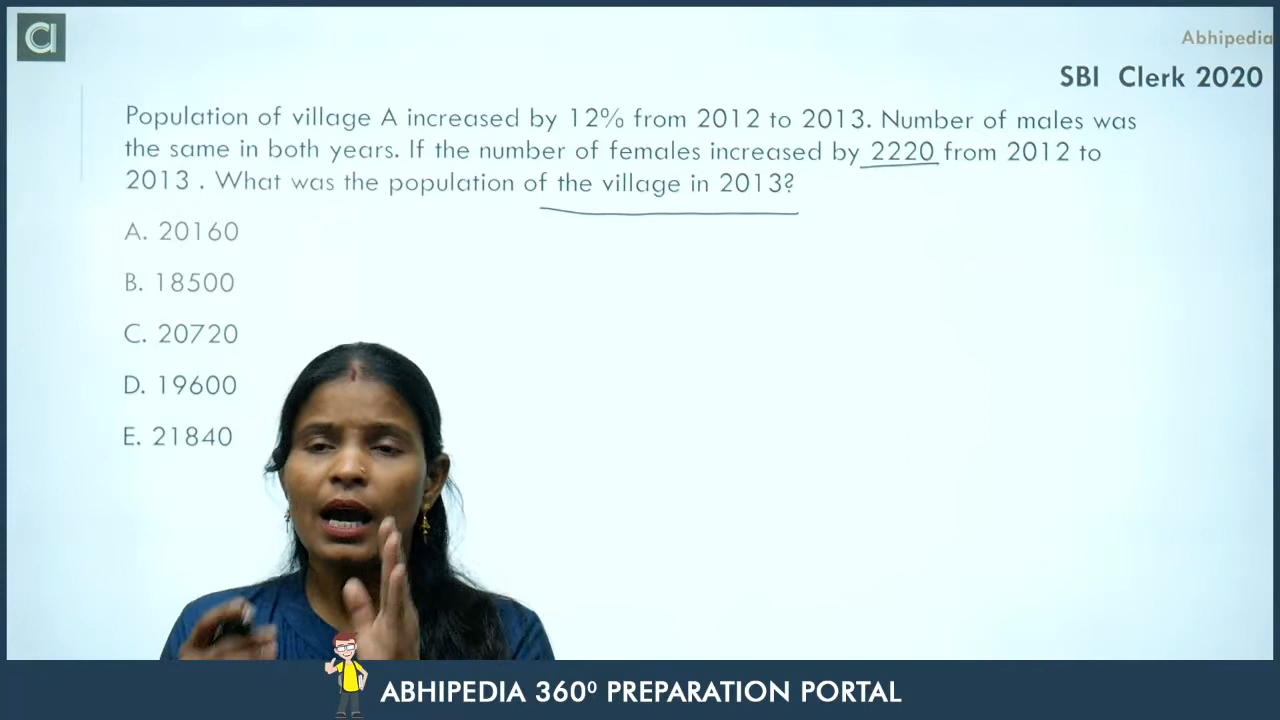 Abhipedia
SBI Clerk 2020
Population of village A increased by 12% from 2012 to 2013. Number of males was
the same in both years. If the number of females increased by 2220 from 2012 to
2013 . What was the population of the village in 2013?
A. 20160
B. 18500
C. 20720
D. 19600
E. 21840
ABHIPEDIA 360⁰ PREPARATION PORTAL